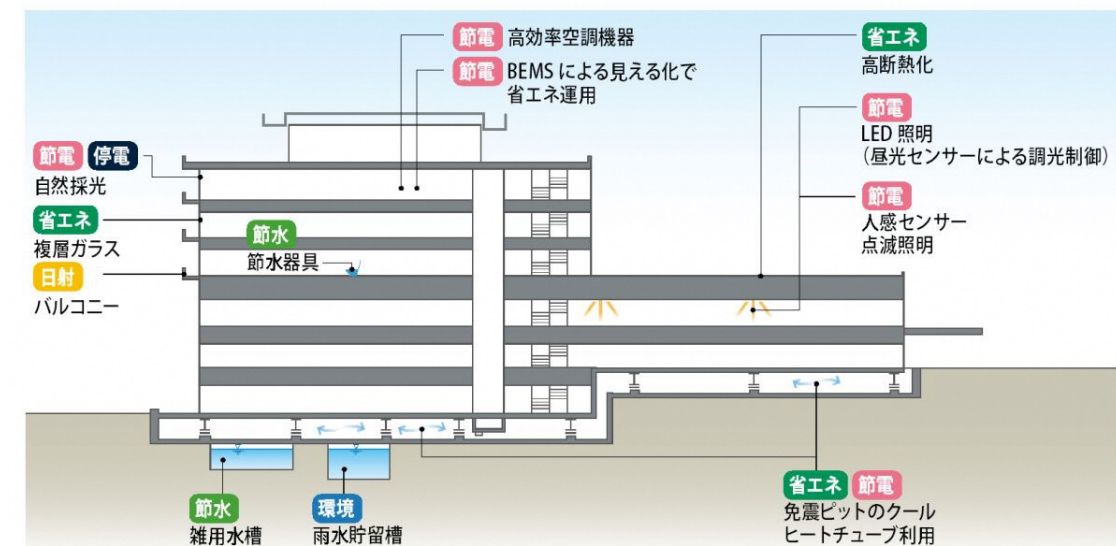 節電 高効率空調機器
節電 BEMSによる見える化で
省エネ運用
省エネ
高断熱化
節電
LED 照明
(昼光センサーによる調光制御)
節電
人感センサー
点滅照明
節電 停電
自然採光
省エネ
複層ガラス
日射
バルコニー
節水
節水器具
節水
雑用水槽
環境
雨水貯留槽
省エネ 節電
免震ピットのクール
ヒートチューブ利用